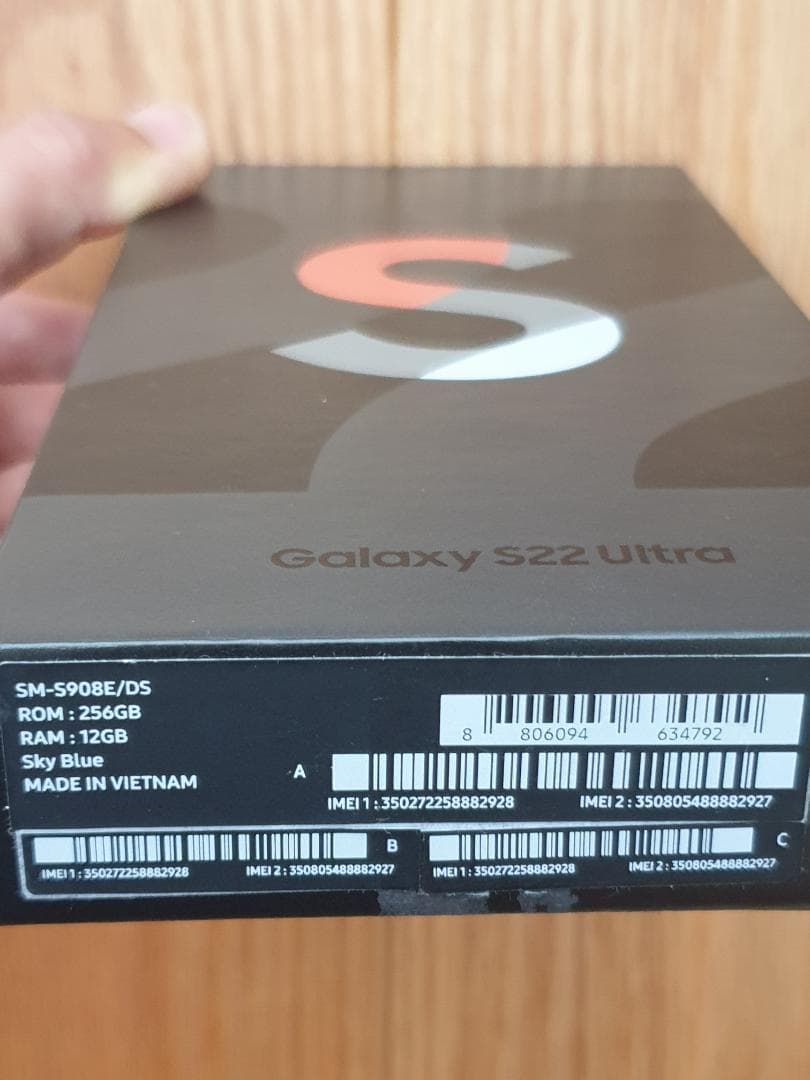 S
Galaxy S22 Ultra
SM-S908E/DS
ROM : 256GB
RAM : 12GB
Sky Blue
MADE IN VIETNAM
8 806094 634792
A
IMEI 1 : 350272258882928 IMEI 2 : 350805488882927
B
IMEI 1 : 350272258882928 IMEI 2 : 350805488882927
C
IMEI 1 : 350272258882928 IMEI 2 : 350805488882927